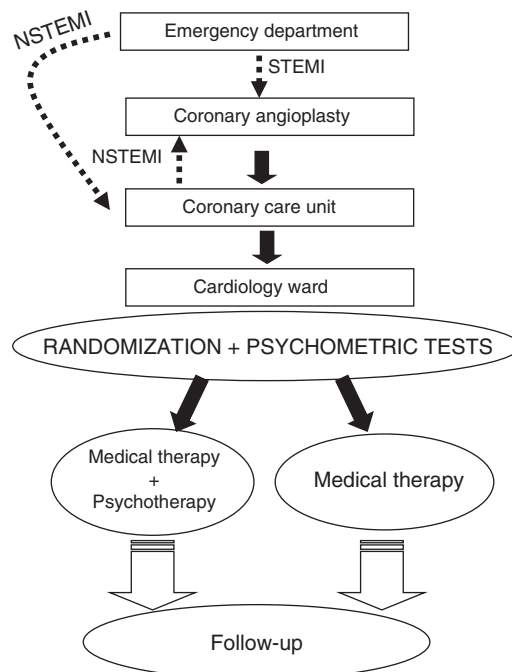 NSTEMI
Emergency department
STEMI
Coronary angioplasty
NSTEMI
Coronary care unit
Cardiology ward
RANDOMIZATION + PSYCHOMETRIC TESTS
Medical therapy
+
Psychotherapy
Medical therapy
Follow-up